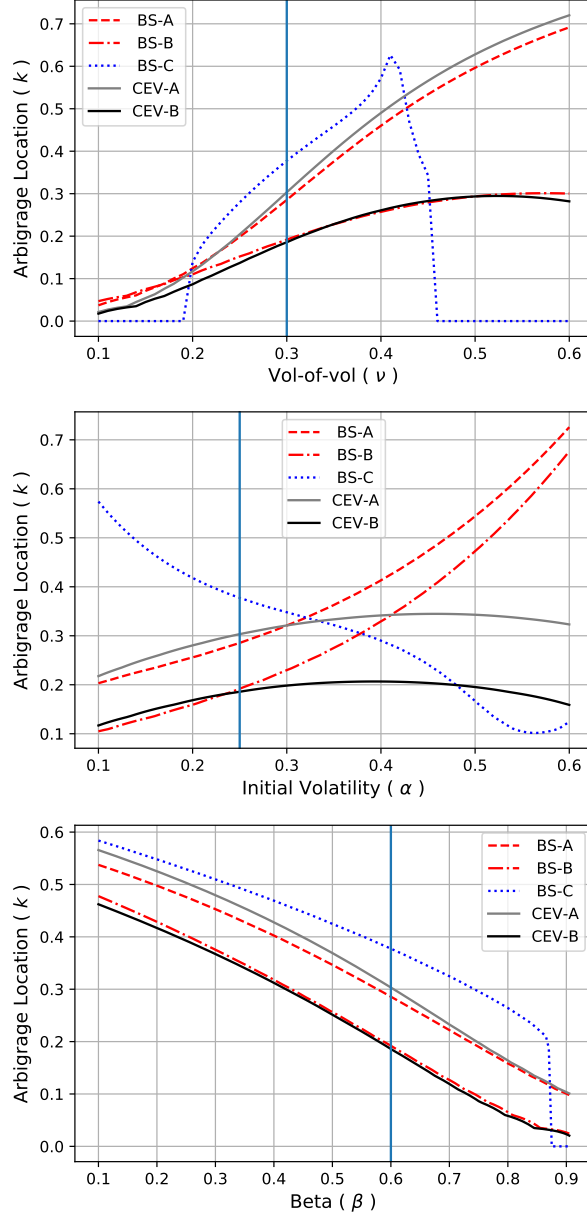 0.7
0.6
0.5
0.4
0.3
0.2
0.1
0.0
Arbigrage Location ( k )
BS-A
BS-B
BS-C
CEV-A
CEV-B
0.1 0.2 0.3 0.4 0.5 0.6
Vol-of-vol ( ν )
0.7
0.6
0.5
0.4
0.3
0.2
0.1
Arbigrage Location ( k )
BS-A
BS-B
BS-C
CEV-A
CEV-B
0.1 0.2 0.3 0.4 0.5 0.6
Initial Volatility ( α )
0.6
0.5
0.4
0.3
0.2
0.1
0.0
Arbigrage Location ( k )
BS-A
BS-B
BS-C
CEV-A
CEV-B
0.1 0.2 0.3 0.4 0.5 0.6 0.7 0.8 0.9
Beta ( β )